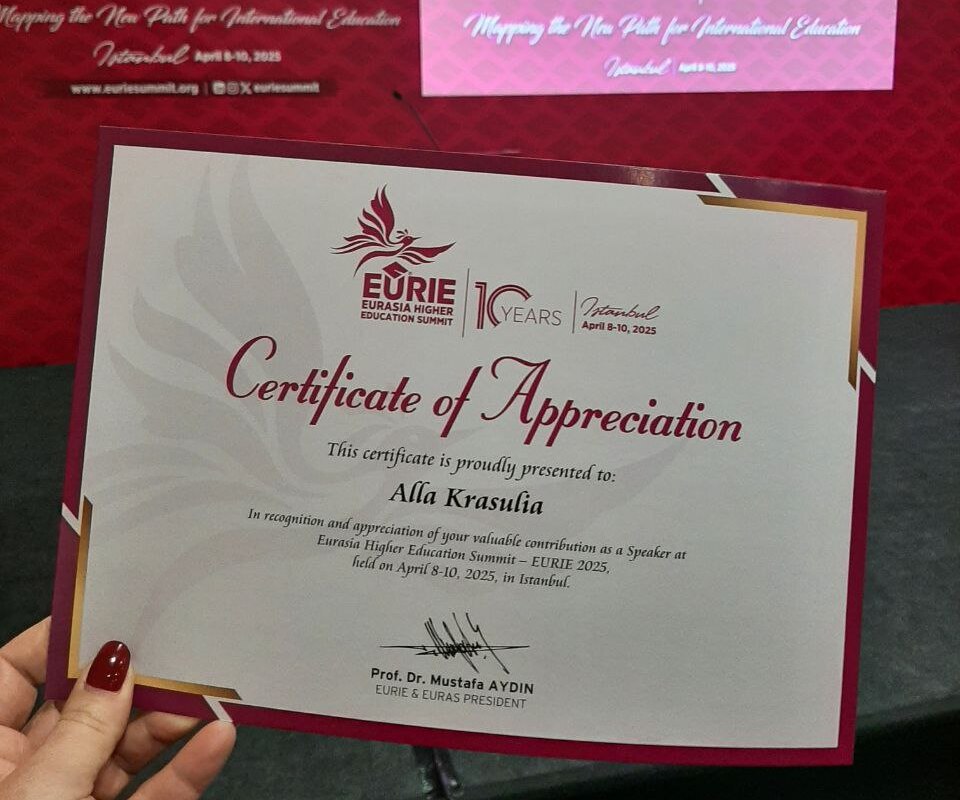 Mapping the New Path for International Education
Istanbul April 8-10, 2025
www.euriesummit.org | euriesummit
Mapping the New Path for International Education
Istanbul April 8-10, 2025
EURIE
EURASIA HIGHER
EDUCATION SUMMIT
10 YEARS
Istanbul
April 8-10, 2025
Certificate of Appreciation
This certificate is proudly presented to:
Alla Krasulia
In recognition and appreciation of your valuable contribution as a Speaker at
Eurasia Higher Education Summit – EURIE 2025,
held on April 8-10, 2025, in Istanbul.
Prof. Dr. Mustafa AYDIN
EURIE & EURAS PRESIDENT